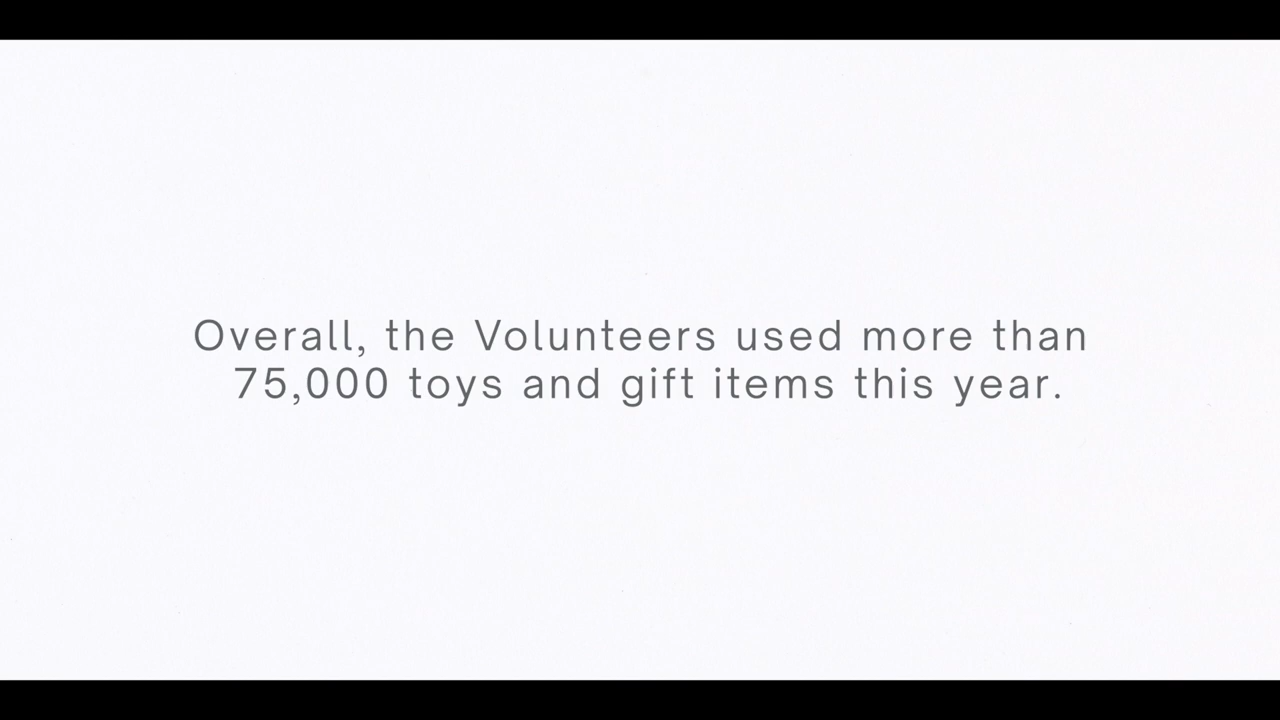 Overall, the Volunteers used more than
75,000 toys and gift items this year.